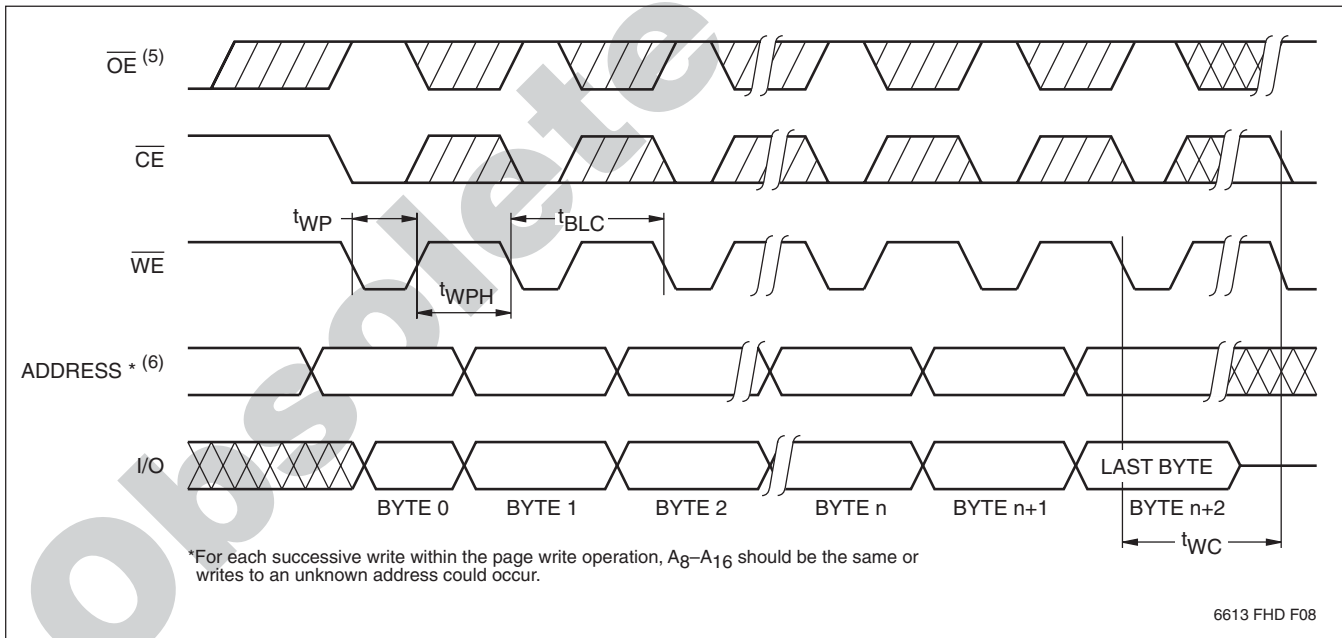 OE (5)
CE
tWP
tBLC
WE
tWPH
ADDRESS * (6)
I/O
LAST BYTE
BYTE 0 BYTE 1 BYTE 2 BYTE n BYTE n+1 BYTE n+2
tWC
*For each successive write within the page write operation, A8–A16 should be the same or
writes to an unknown address could occur.
6613 FHD F08
Obsolete